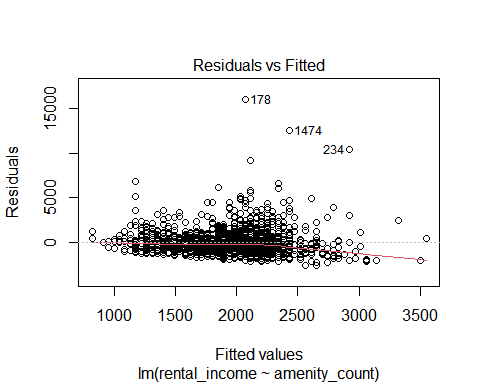 Residuals vs Fitted
Residuals
15000
5000
0
178
1474
234
1000 1500 2000 2500 3000 3500
Fitted values
lm(rental_income ~ amenity_count)